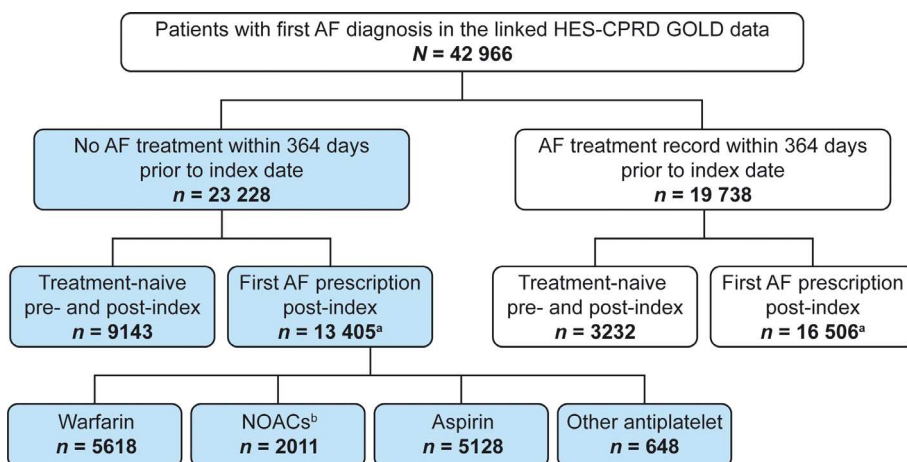 Patients with first AF diagnosis in the linked HES-CPRD GOLD data
N = 42 966
No AF treatment within 364 days
prior to index date
n = 23 228
AF treatment record within 364 days
prior to index date
n = 19 738
Treatment-naive
pre- and post-index
n = 9143
First AF prescription
post-index
n = 13 405ᵃ
Treatment-naive
pre- and post-index
n = 3232
First AF prescription
post-index
n = 16 506ᵃ
Warfarin
n = 5618
NOACsᵇ
n = 2011
Aspirin
n = 5128
Other antiplatelet
n = 648